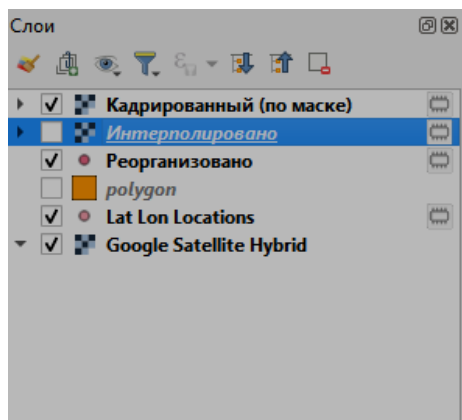 Слои
Кадрированный (по маске)
Интерполировано
Реорганизовано
polygon
Lat Lon Locations
Google Satellite Hybrid